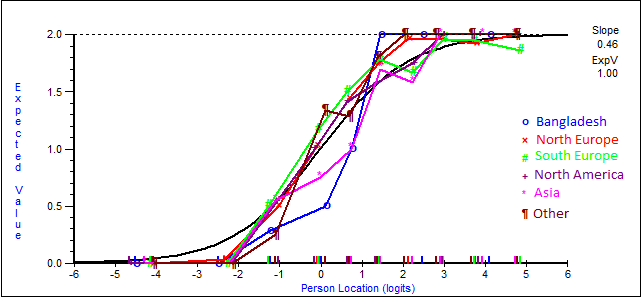 Slope
0.46
ExpV
1.00
2.0
1.5
1.0
0.5
0.0
Expected Value
-6 -5 -4 -3 -2 -1 0 1 2 3 4 5 6
Person Location (logits)
o Bangladesh
× North Europe
# South Europe
+ North America
* Asia
¶ Other